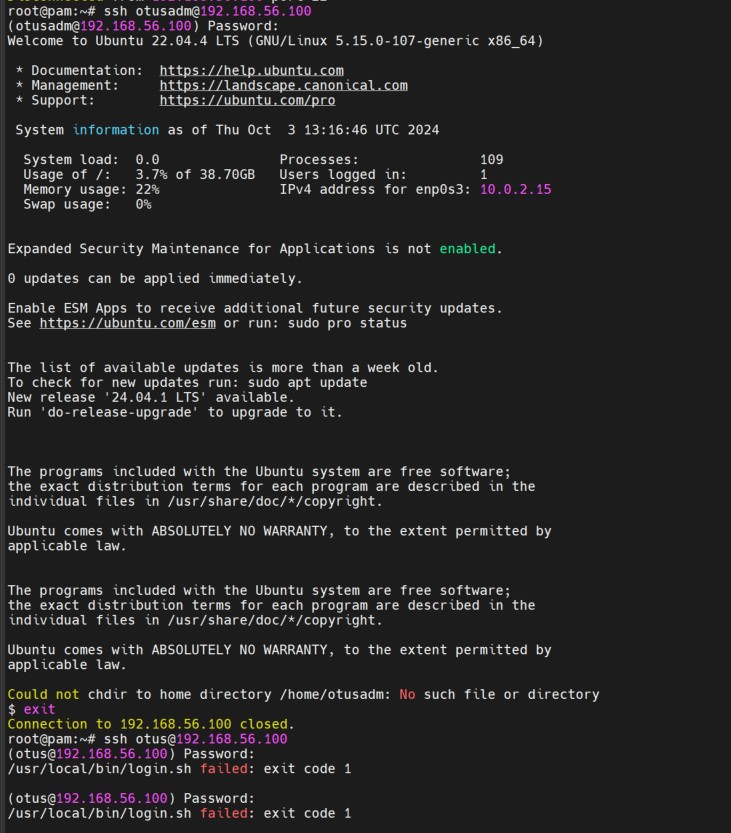 root@pam:~# ssh otusadm@192.168.56.100
(otusadm@192.168.56.100) Password:
Welcome to Ubuntu 22.04.4 LTS (GNU/Linux 5.15.0-107-generic x86_64)
* Documentation:  https://help.ubuntu.com
* Management:     https://landscape.canonical.com
* Support:        https://ubuntu.com/pro
System information as of Thu Oct  3 13:16:46 UTC 2024
System load:  0.0                Processes:               109
Usage of /:   3.7% of 38.70GB   Users logged in:         1
Memory usage: 22%               IPv4 address for enp0s3: 10.0.2.15
Swap usage:   0%
Expanded Security Maintenance for Applications is not enabled.
0 updates can be applied immediately.
Enable ESM Apps to receive additional future security updates.
See https://ubuntu.com/esm or run: sudo pro status
The list of available updates is more than a week old.
To check for new updates run: sudo apt update
New release '24.04.1 LTS' available.
Run 'do-release-upgrade' to upgrade to it.
The programs included with the Ubuntu system are free software;
the exact distribution terms for each program are described in the
individual files in /usr/share/doc/*/copyright.
Ubuntu comes with ABSOLUTELY NO WARRANTY, to the extent permitted by
applicable law.
The programs included with the Ubuntu system are free software;
the exact distribution terms for each program are described in the
individual files in /usr/share/doc/*/copyright.
Ubuntu comes with ABSOLUTELY NO WARRANTY, to the extent permitted by
applicable law.
Could not chdir to home directory /home/otusadm: No such file or directory
$ exit
Connection to 192.168.56.100 closed.
root@pam:~# ssh otus@192.168.56.100
(otus@192.168.56.100) Password:
/usr/local/bin/login.sh failed: exit code 1
(otus@192.168.56.100) Password:
/usr/local/bin/login.sh failed: exit code 1